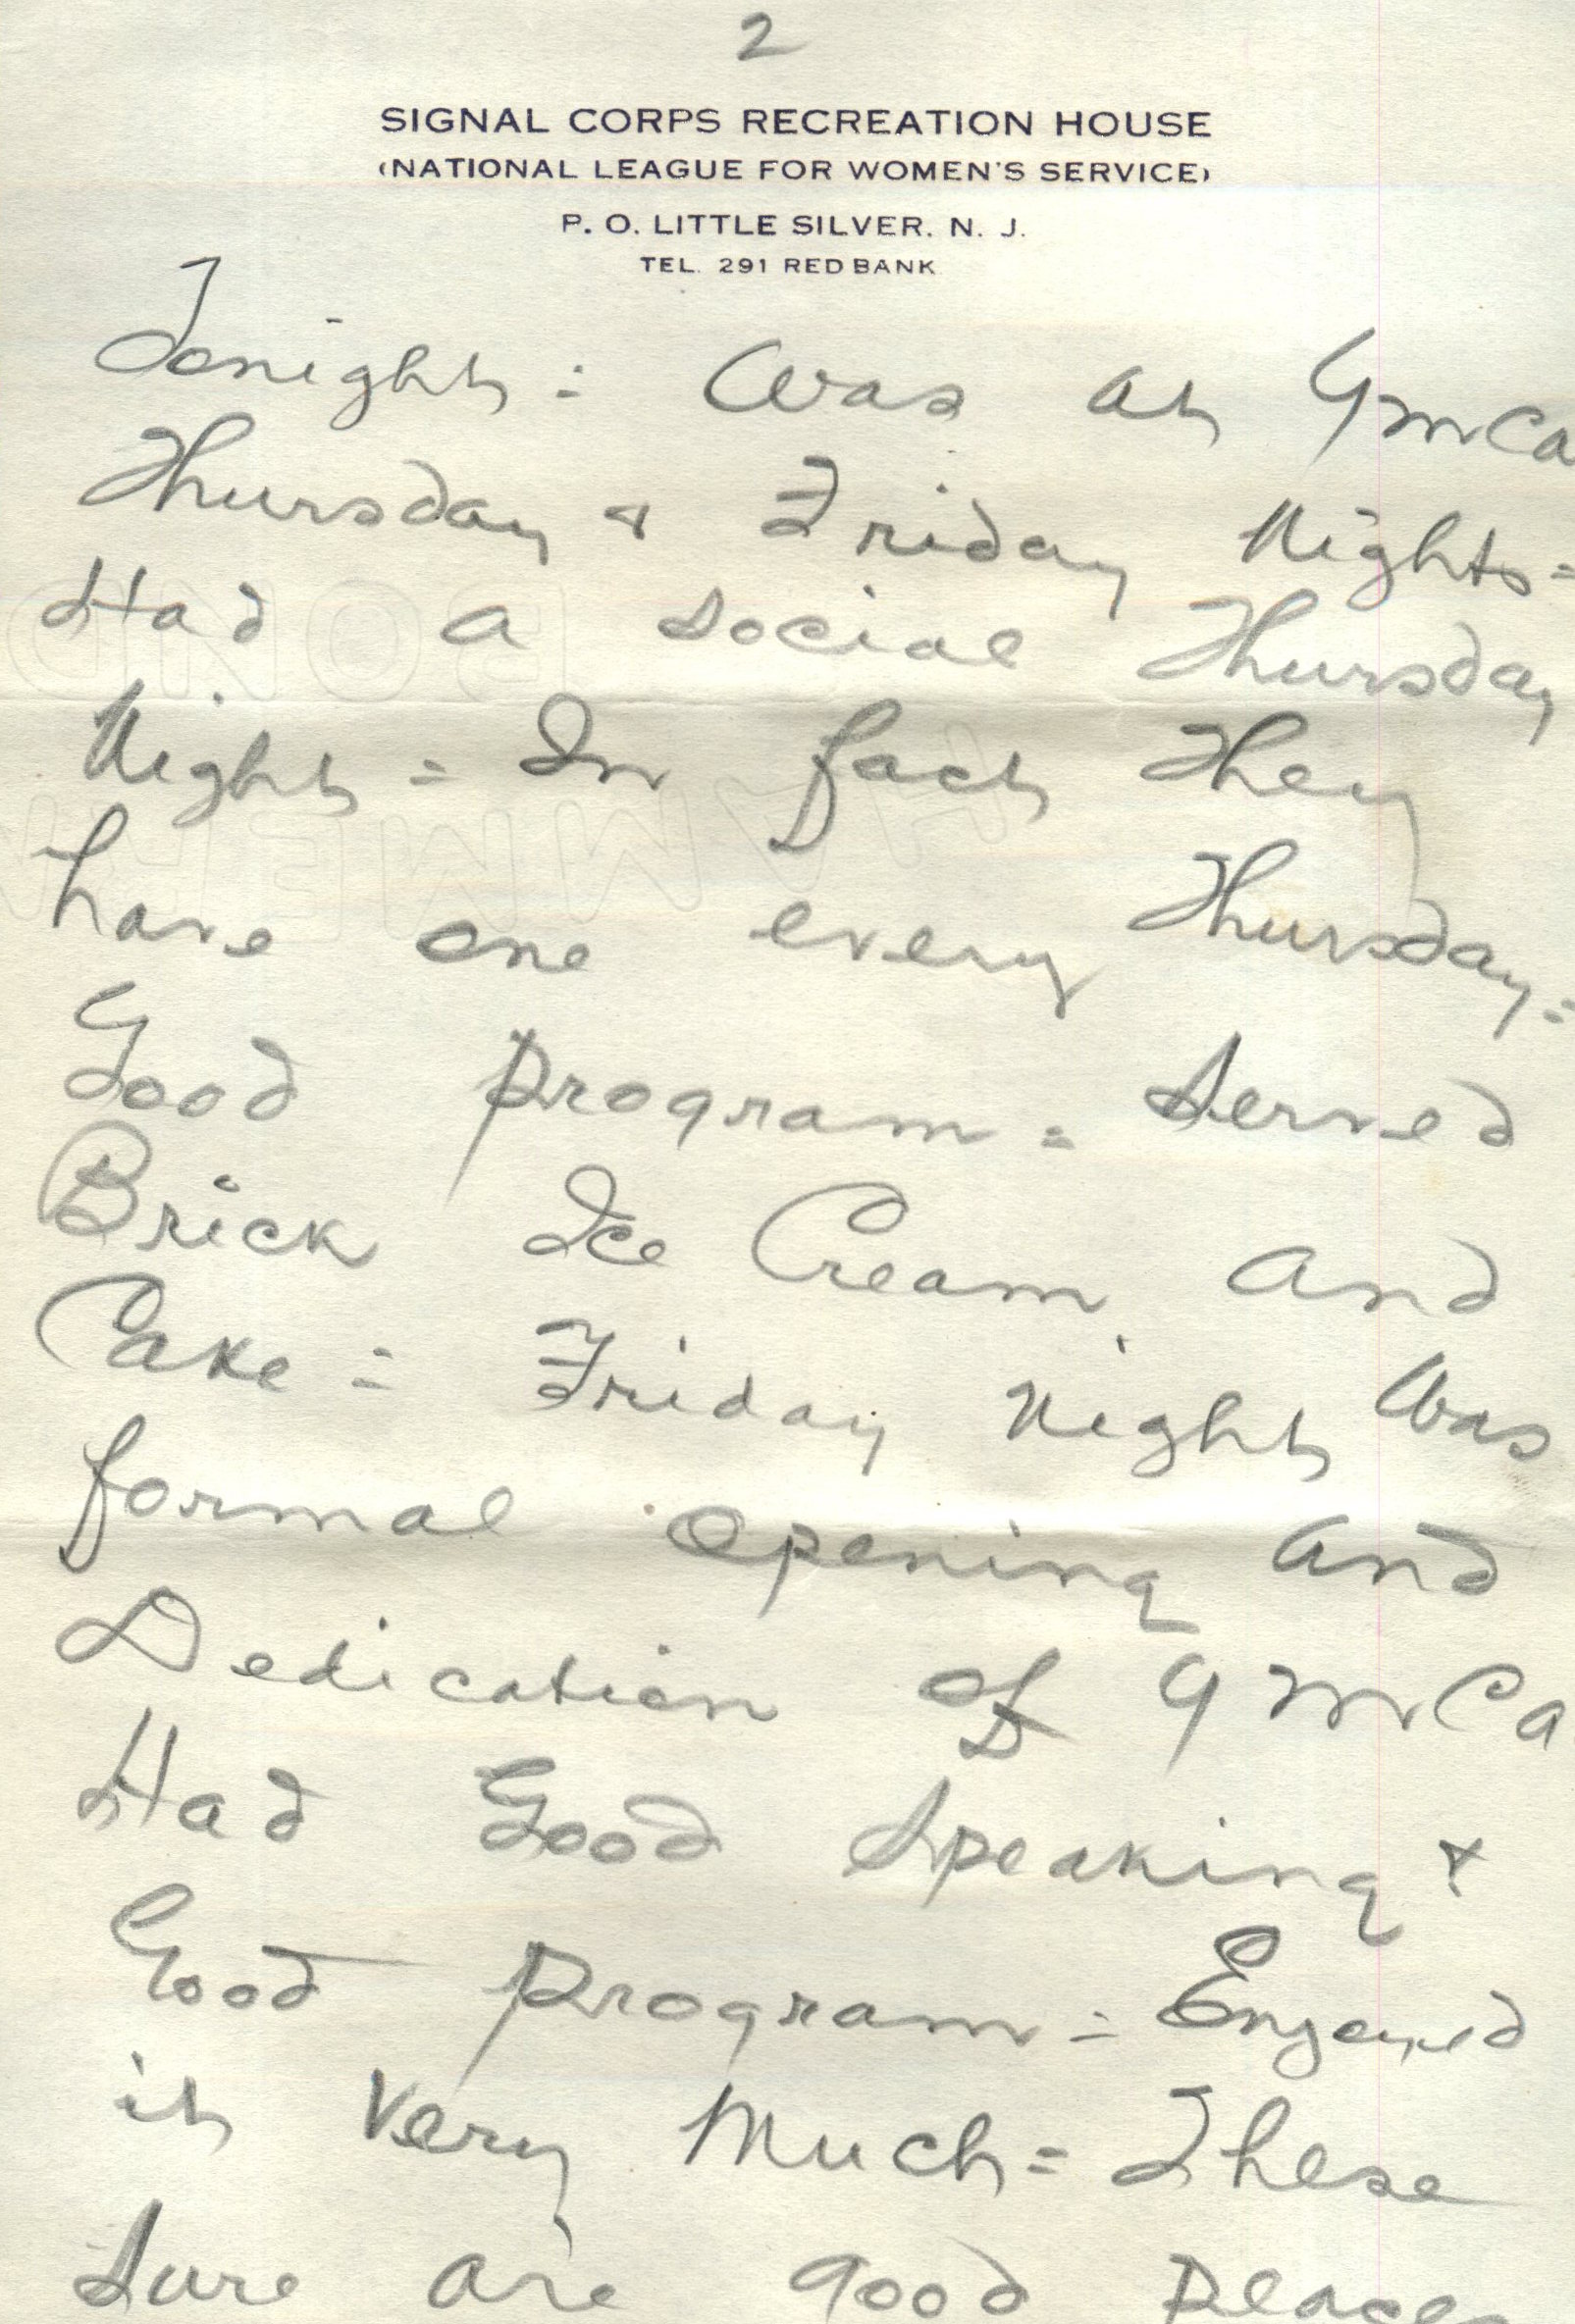 2
SIGNAL CORPS RECREATION HOUSE
(NATIONAL LEAGUE FOR WOMEN'S SERVICE)
P. O. LITTLE SILVER, N. J.
TEL. 291 RED BANK
Tonight = Was at YMCA
Thursday & Friday Nights =
Had a Social Thursday
Night = In fact They
have one every Thursday =
Good program = Served
Brick Ice Cream and
Cake = Friday Night Was
formal opening and
Dedication of YMCA
Had Good Speaking &
Good program = Enjoyed
it Very Much = These
Sure are good places
BOND
HAMMERM